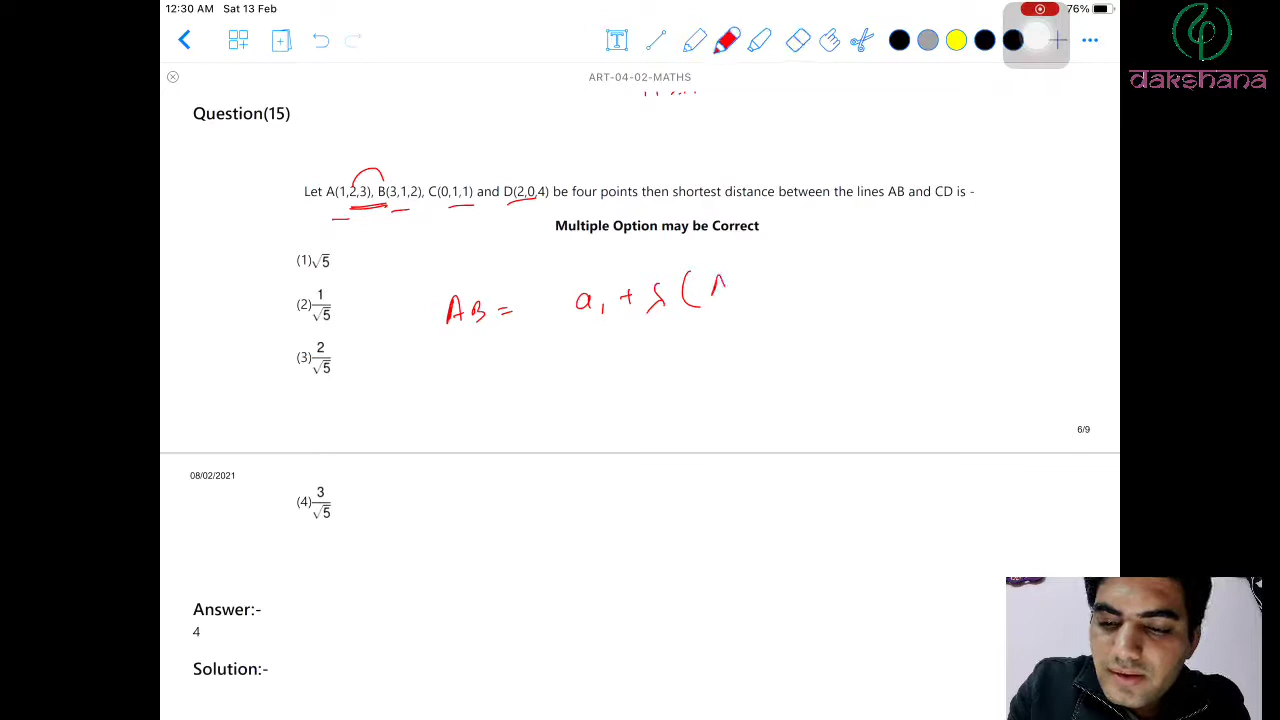 12:30 AM Sat 13 Feb
76%
dakshana
ART-04-02-MATHS
Question(15)
Let A(1,2,3), B(3,1,2), C(0,1,1) and D(2,0,4) be four points then shortest distance between the lines AB and CD is -
Multiple Option may be Correct
(1)√5
(2) 1/√5
AB = a₁ + λ (
(3) 2/√5
6/9
08/02/2021
(4) 3/√5
Answer:-
4
Solution:-